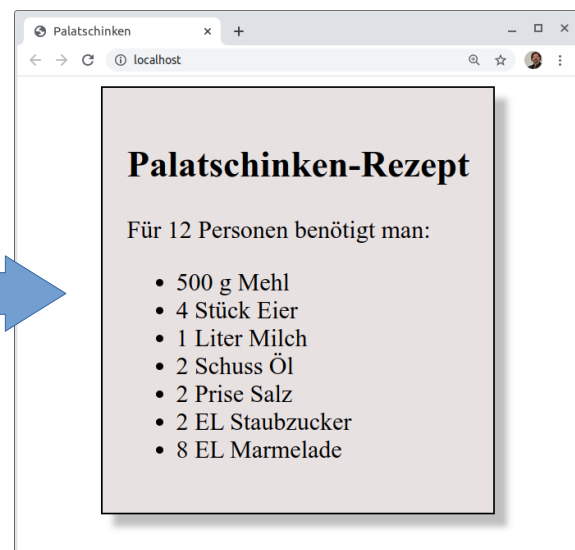 Palatschinken
localhost
Palatschinken-Rezept
Für 12 Personen benötigt man:
• 500 g Mehl
• 4 Stück Eier
• 1 Liter Milch
• 2 Schuss Öl
• 2 Prise Salz
• 2 EL Staubzucker
• 8 EL Marmelade